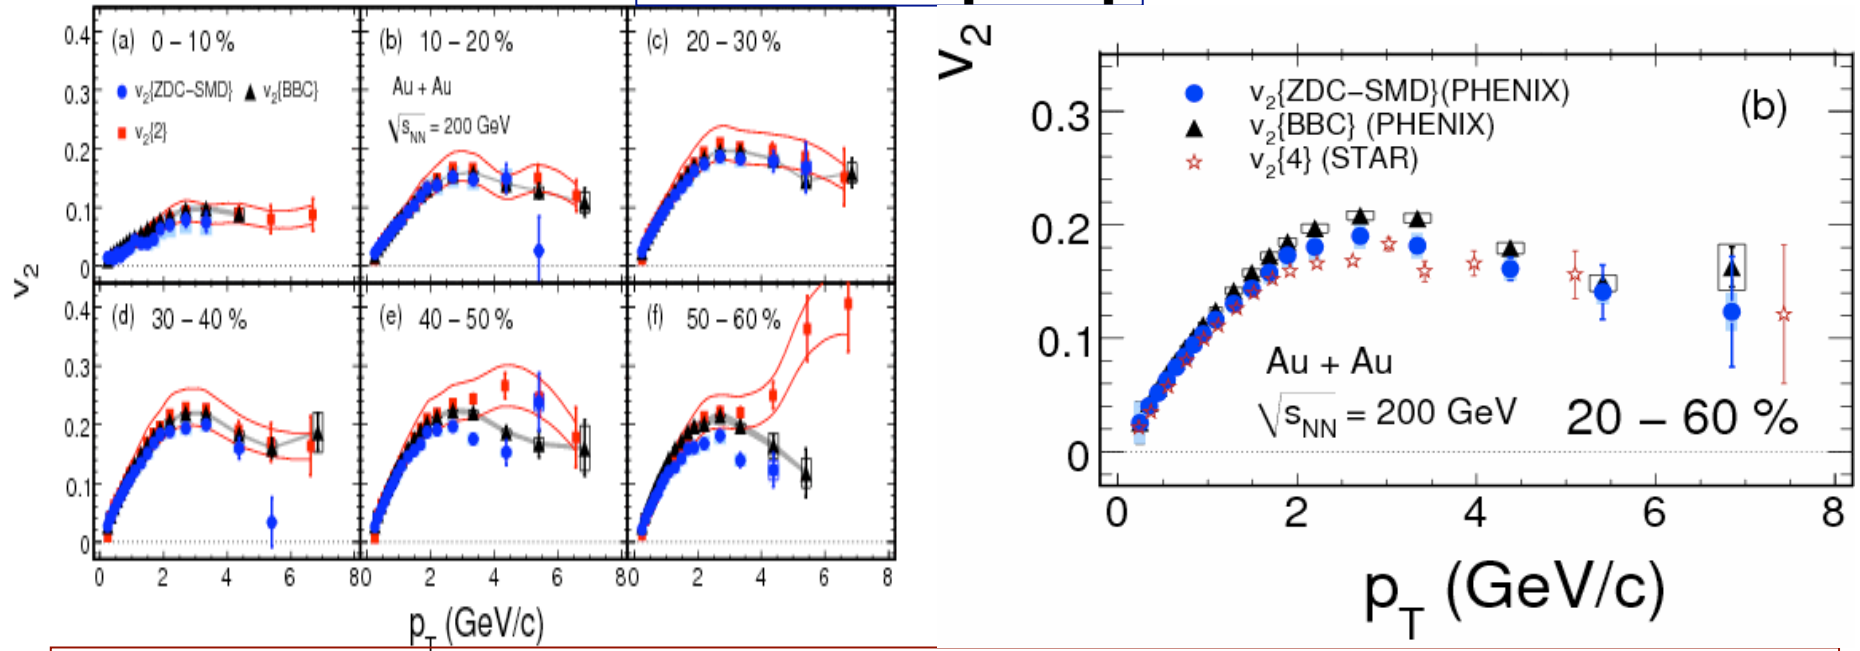 (a) 0 – 10 %
(b) 10 – 20 %
(c) 20 – 30 %
v2{ZDC–SMD} v2{BBC}
v2{2}
Au + Au
√sNN = 200 GeV
0.4
0.3
0.2
0.1
0
v2
(d) 30 – 40 %
(e) 40 – 50 %
(f) 50 – 60 %
0.4
0.3
0.2
0.1
0
0 2 4 6 8 0 2 4 6 8 0 2 4 6 8
pT (GeV/c)
v2
v2{ZDC–SMD}(PHENIX)
v2{BBC} (PHENIX)
v2{4} (STAR)
(b)
0.3
0.2
0.1
0
Au + Au
√sNN = 200 GeV
20 – 60 %
0 2 4 6 8
pT (GeV/c)